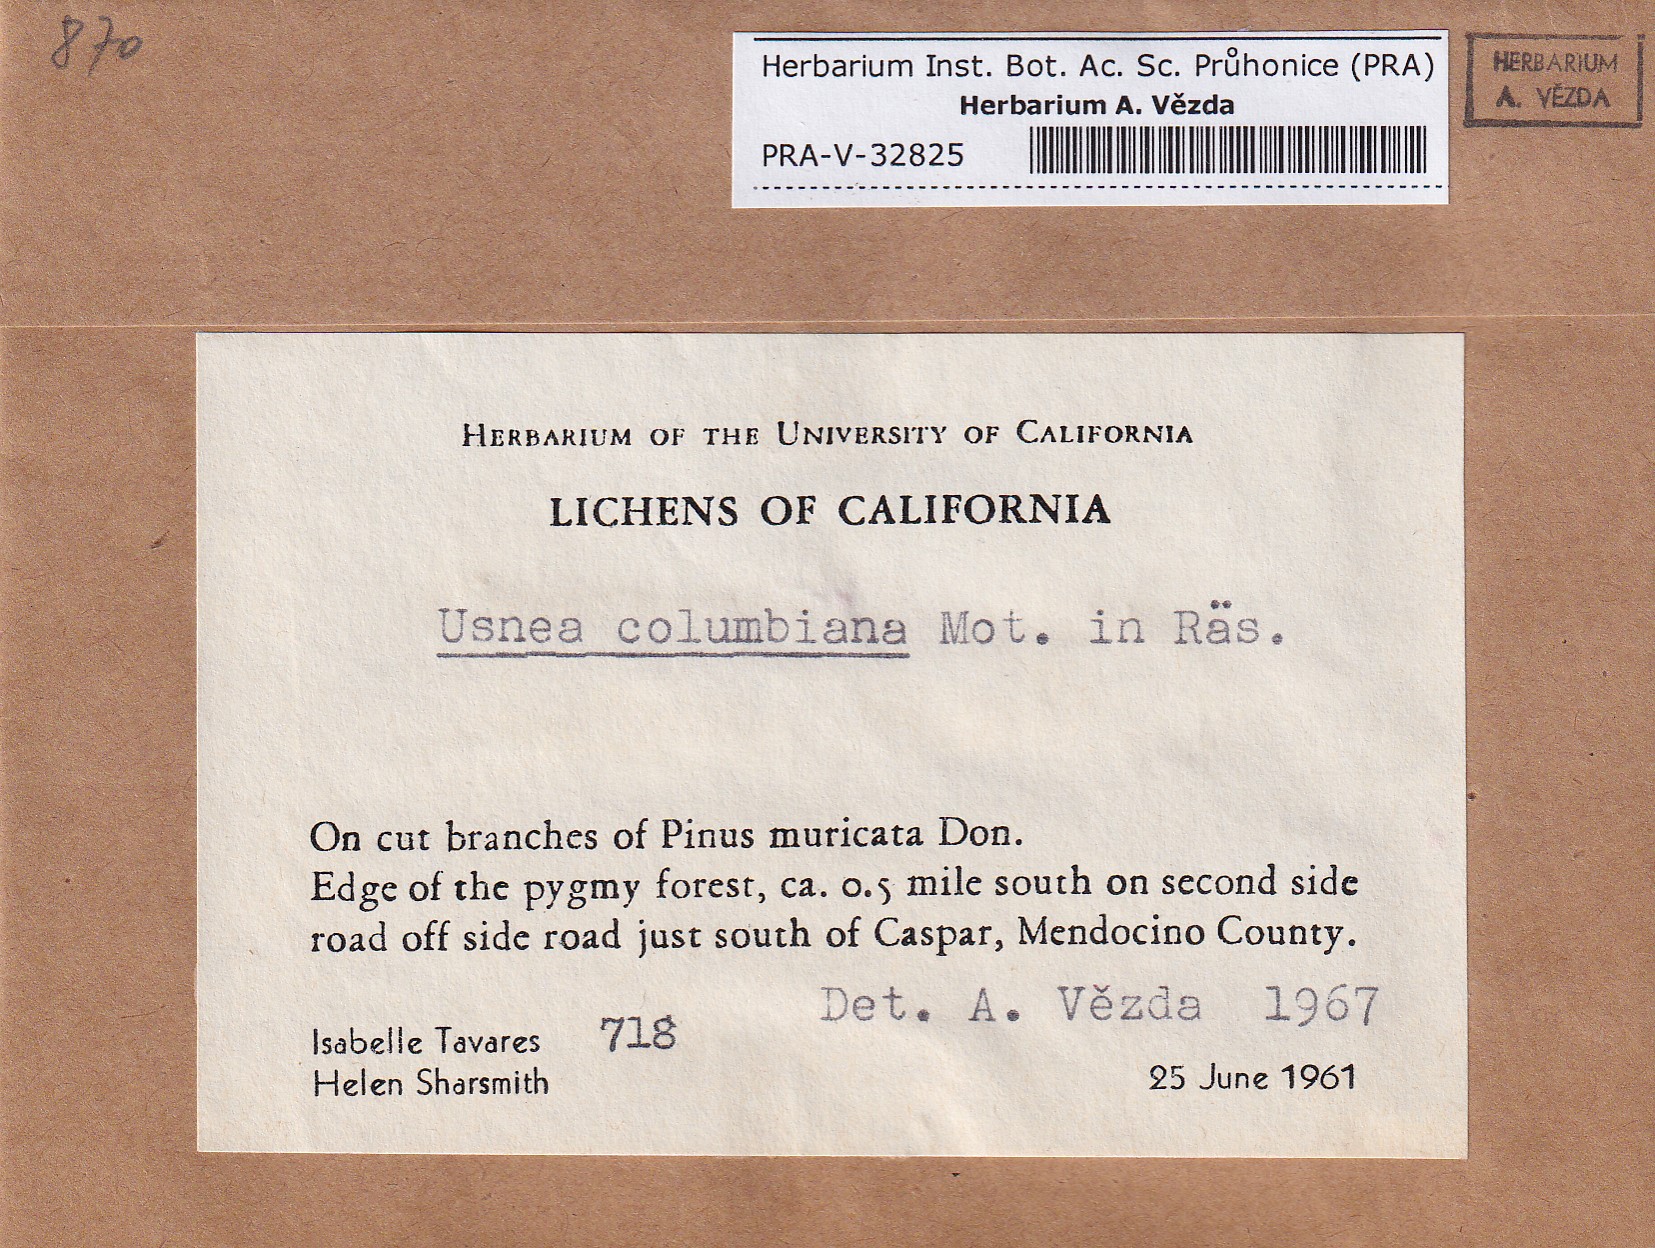 870
Herbarium Inst. Bot. Ac. Sc. Průhonice (PRA)
Herbarium A. Vězda
PRA-V-32825
HERBARIUM
A. VĚZDA
HERBARIUM OF THE UNIVERSITY OF CALIFORNIA
LICHENS OF CALIFORNIA
Usnea columbiana Mot. in Räs.
On cut branches of Pinus muricata Don.
Edge of the pygmy forest, ca. 0.5 mile south on second side
road off side road just south of Caspar, Mendocino County.
Det. A. Vězda 1967
Isabelle Tavares 718
Helen Sharsmith
25 June 1961